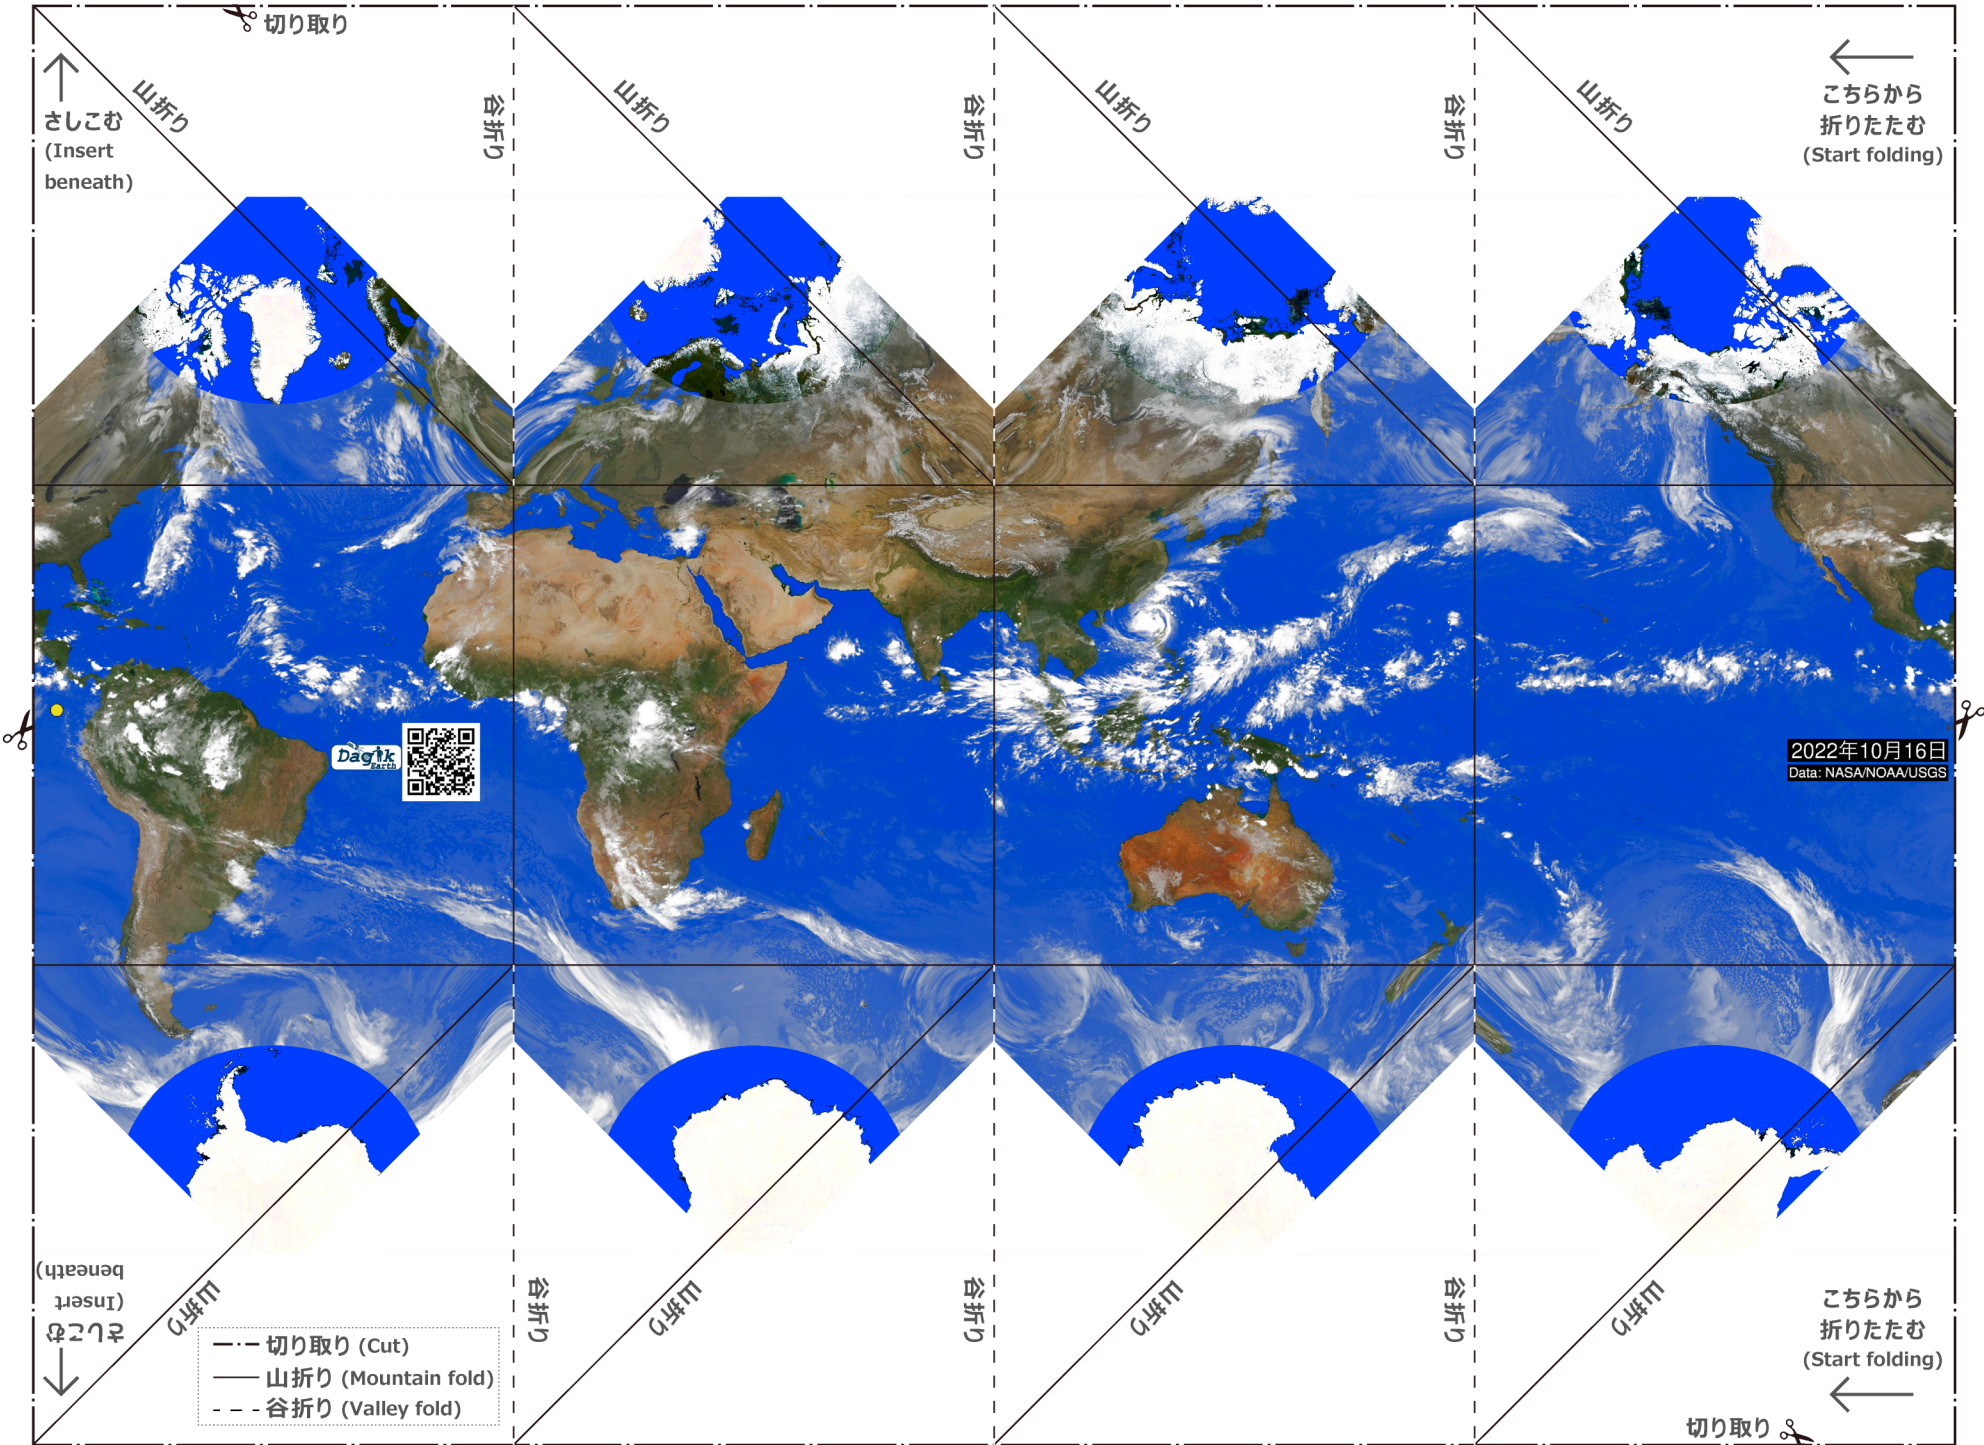 切り取り
さしこむ
(Insert
beneath)
山折り
谷折り
山折り
谷折り
山折り
谷折り
山折り
こちらから
折りたたむ
(Start folding)
Dagik
Earth
2022年10月16日
Data: NASA/NOAA/USGS
さしこむ
(Insert
beneath)
山折り
谷折り
山折り
谷折り
山折り
谷折り
山折り
こちらから
折りたたむ
(Start folding)
切り取り (Cut)
山折り (Mountain fold)
谷折り (Valley fold)
切り取り